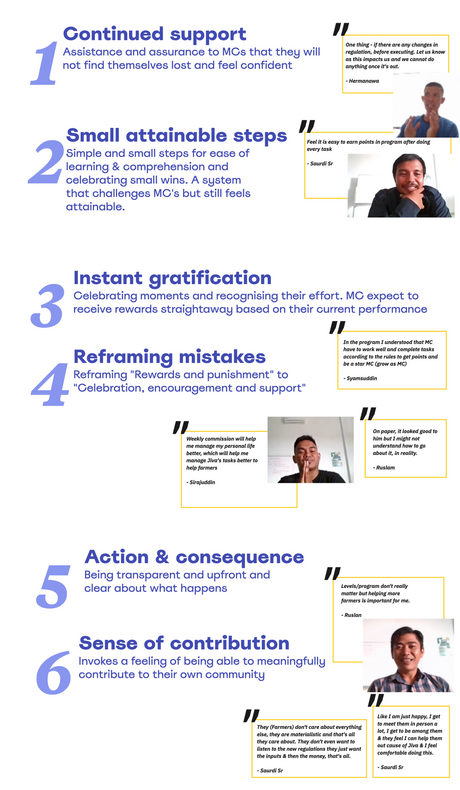 1
Continued support
Assistance and assurance to MCs that they will
not find themselves lost and feel confident
One thing - if there are any changes in
regulation, before executing. Let us know
as this impacts us and we cannot do
anything once it's out.
- Hermanawa
2
Small attainable steps
Simple and small steps for ease of
learning & comprehension and
celebrating small wins. A system
that challenges MC's but still feels
attainable.
Feel it is easy to earn points in program after doing
every task
- Saurdi Sr
3
Instant gratification
Celebrating moments and recognising their effort. MC expect to
receive rewards straightaway based on their current performance
4
Reframing mistakes
Reframing "Rewards and punishment" to
"Celebration, encouragement and support"
In the program I understood that MC
have to work well and complete tasks
according to the rules to get points and
be a star MC (grow as MC)
- Syamsuddin
Weekly commission will help
me manage my personal life
better, which will help me
manage Jiva's tasks better to
help farmers
- Sirajuddin
On paper, it looked good to
him but I might not
understand how to go
about it, in reality.
- Ruslam
5
Action & consequence
Being transparent and upfront and
clear about what happens
Levels/program don't really
matter but helping more
farmers is important for me.
- Ruslan
6
Sense of contribution
Invokes a feeling of being able to meaningfully
contribute to their own community
They (Farmers) don't care about everything
else, they are materialistic and that's all
they care about. They don't even want to
listen to the new regulations they just want
the inputs & then the money, that's all.
- Saurdi Sr
Like I am just happy, I get
to meet them in person a
lot, I get to be among them
& they feel I can help them
out cause of Jiva & I feel
comfortable doing this.
- Saurdi Sr